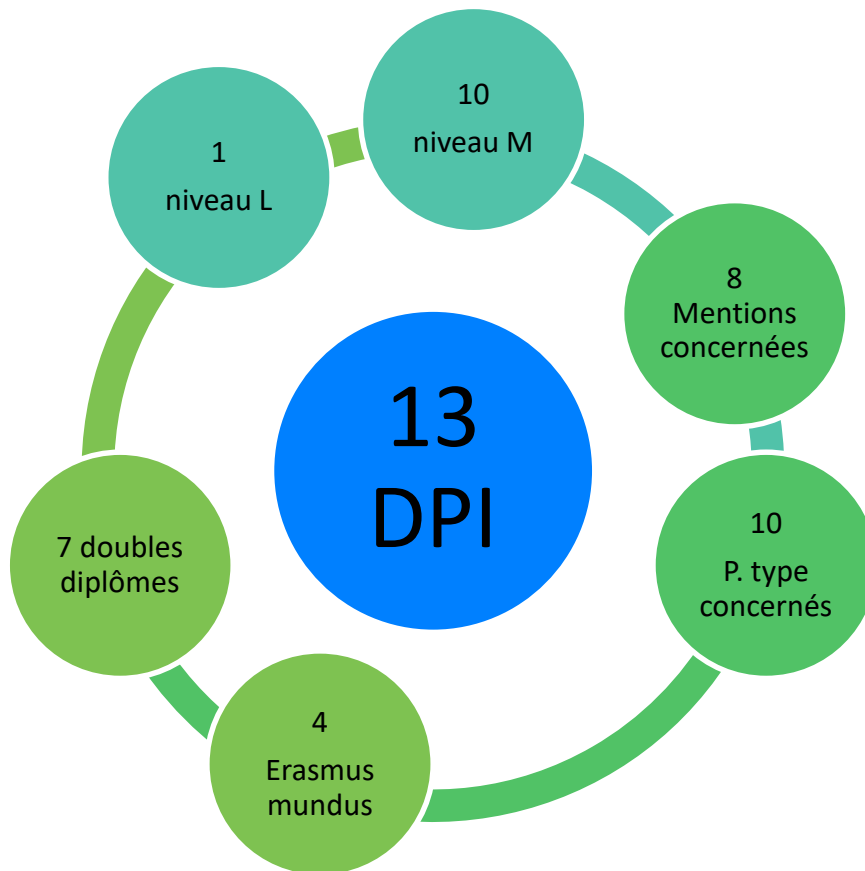 10
niveau M
1
niveau L
8
Mentions
concernées
13
DPI
10
P. type
concernés
7 doubles
diplômes
4
Erasmus
mundus